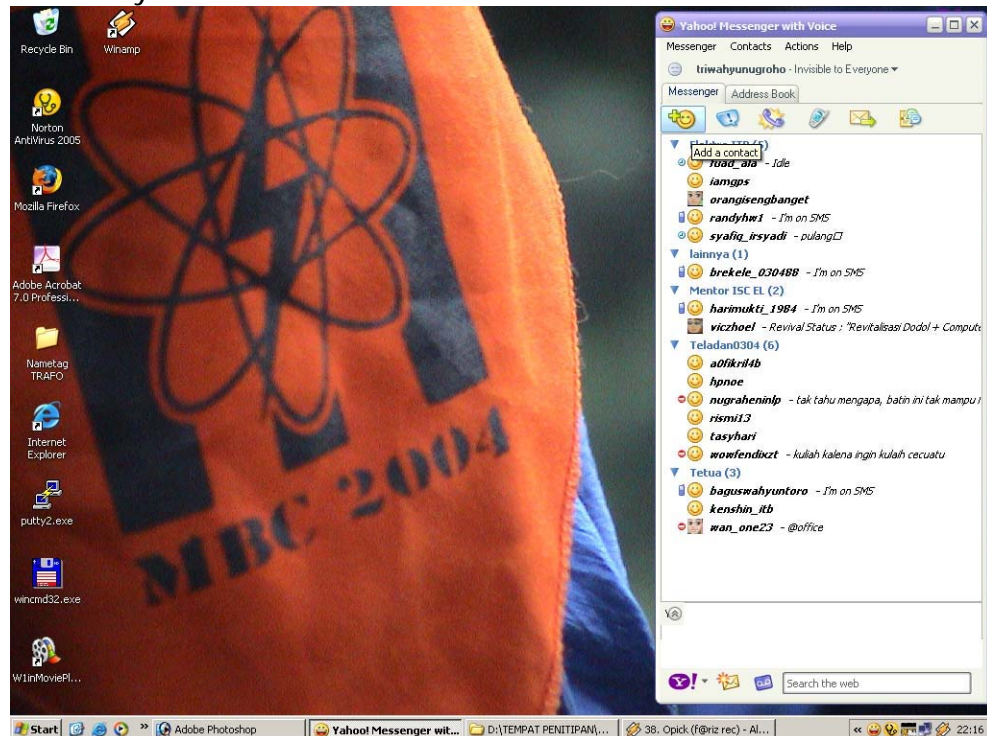 Recycle Bin
Winamp
Norton
AntiVirus 2005
Mozilla Firefox
Adobe Acrobat
7.0 Professi...
Nametag
TRAFO
Internet
Explorer
putty2.exe
wincmd32.exe
W1inMoviePl...
MBC 2004
Yahoo! Messenger with Voice
Messenger Contacts Actions Help
triwahyunugroho - Invisible to Everyone
Messenger Address Book
Add a contact
fuad_ala - Idle
iamgps
orangisengbanget
randyhw1 - I'm on SMS
syafiq_irsyadi - pulang
lainnya (1)
brekele_030488 - I'm on SMS
Mentor ISC EL (2)
harimukti_1984 - I'm on SMS
viczhoel - Revival Status : "Revitalisasi Dodol + Compute
Teladan0304 (6)
a0fikril4b
hpnoe
nugraheninlp - tak tahu mengapa, batin ini tak mampu
rismi13
tasyhari
wowfendixzt - kuliah kalena ingin kulaih cecuatu
Tetua (3)
baguswahyuntoro - I'm on SMS
kenshin_itb
wan_one23 - @office
Y!
Search the web
Start
» Adobe Photoshop
Yahoo! Messenger wit...
D:\TEMPAT PENITIPAN\...
38. Opick (f@riz rec) - Al...
« 22:16